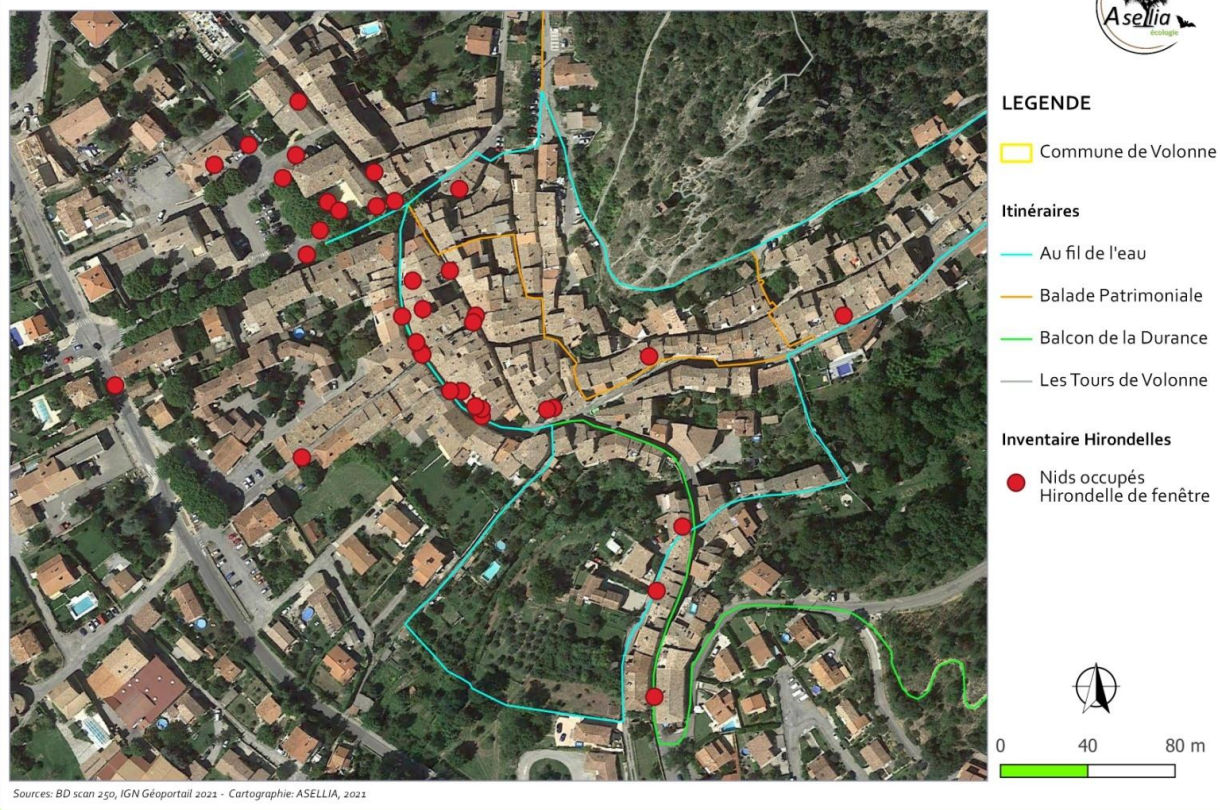 Asellia
écologie
LEGENDE
Commune de Volonne
Itinéraires
Au fil de l'eau
Balade Patrimoniale
Balcon de la Durance
Les Tours de Volonne
Inventaire Hirondelles
Nids occupés
Hirondelle de fenêtre
0 40 80 m
Sources: BD scan 250, IGN Géoportail 2021 - Cartographie: ASELLIA, 2021